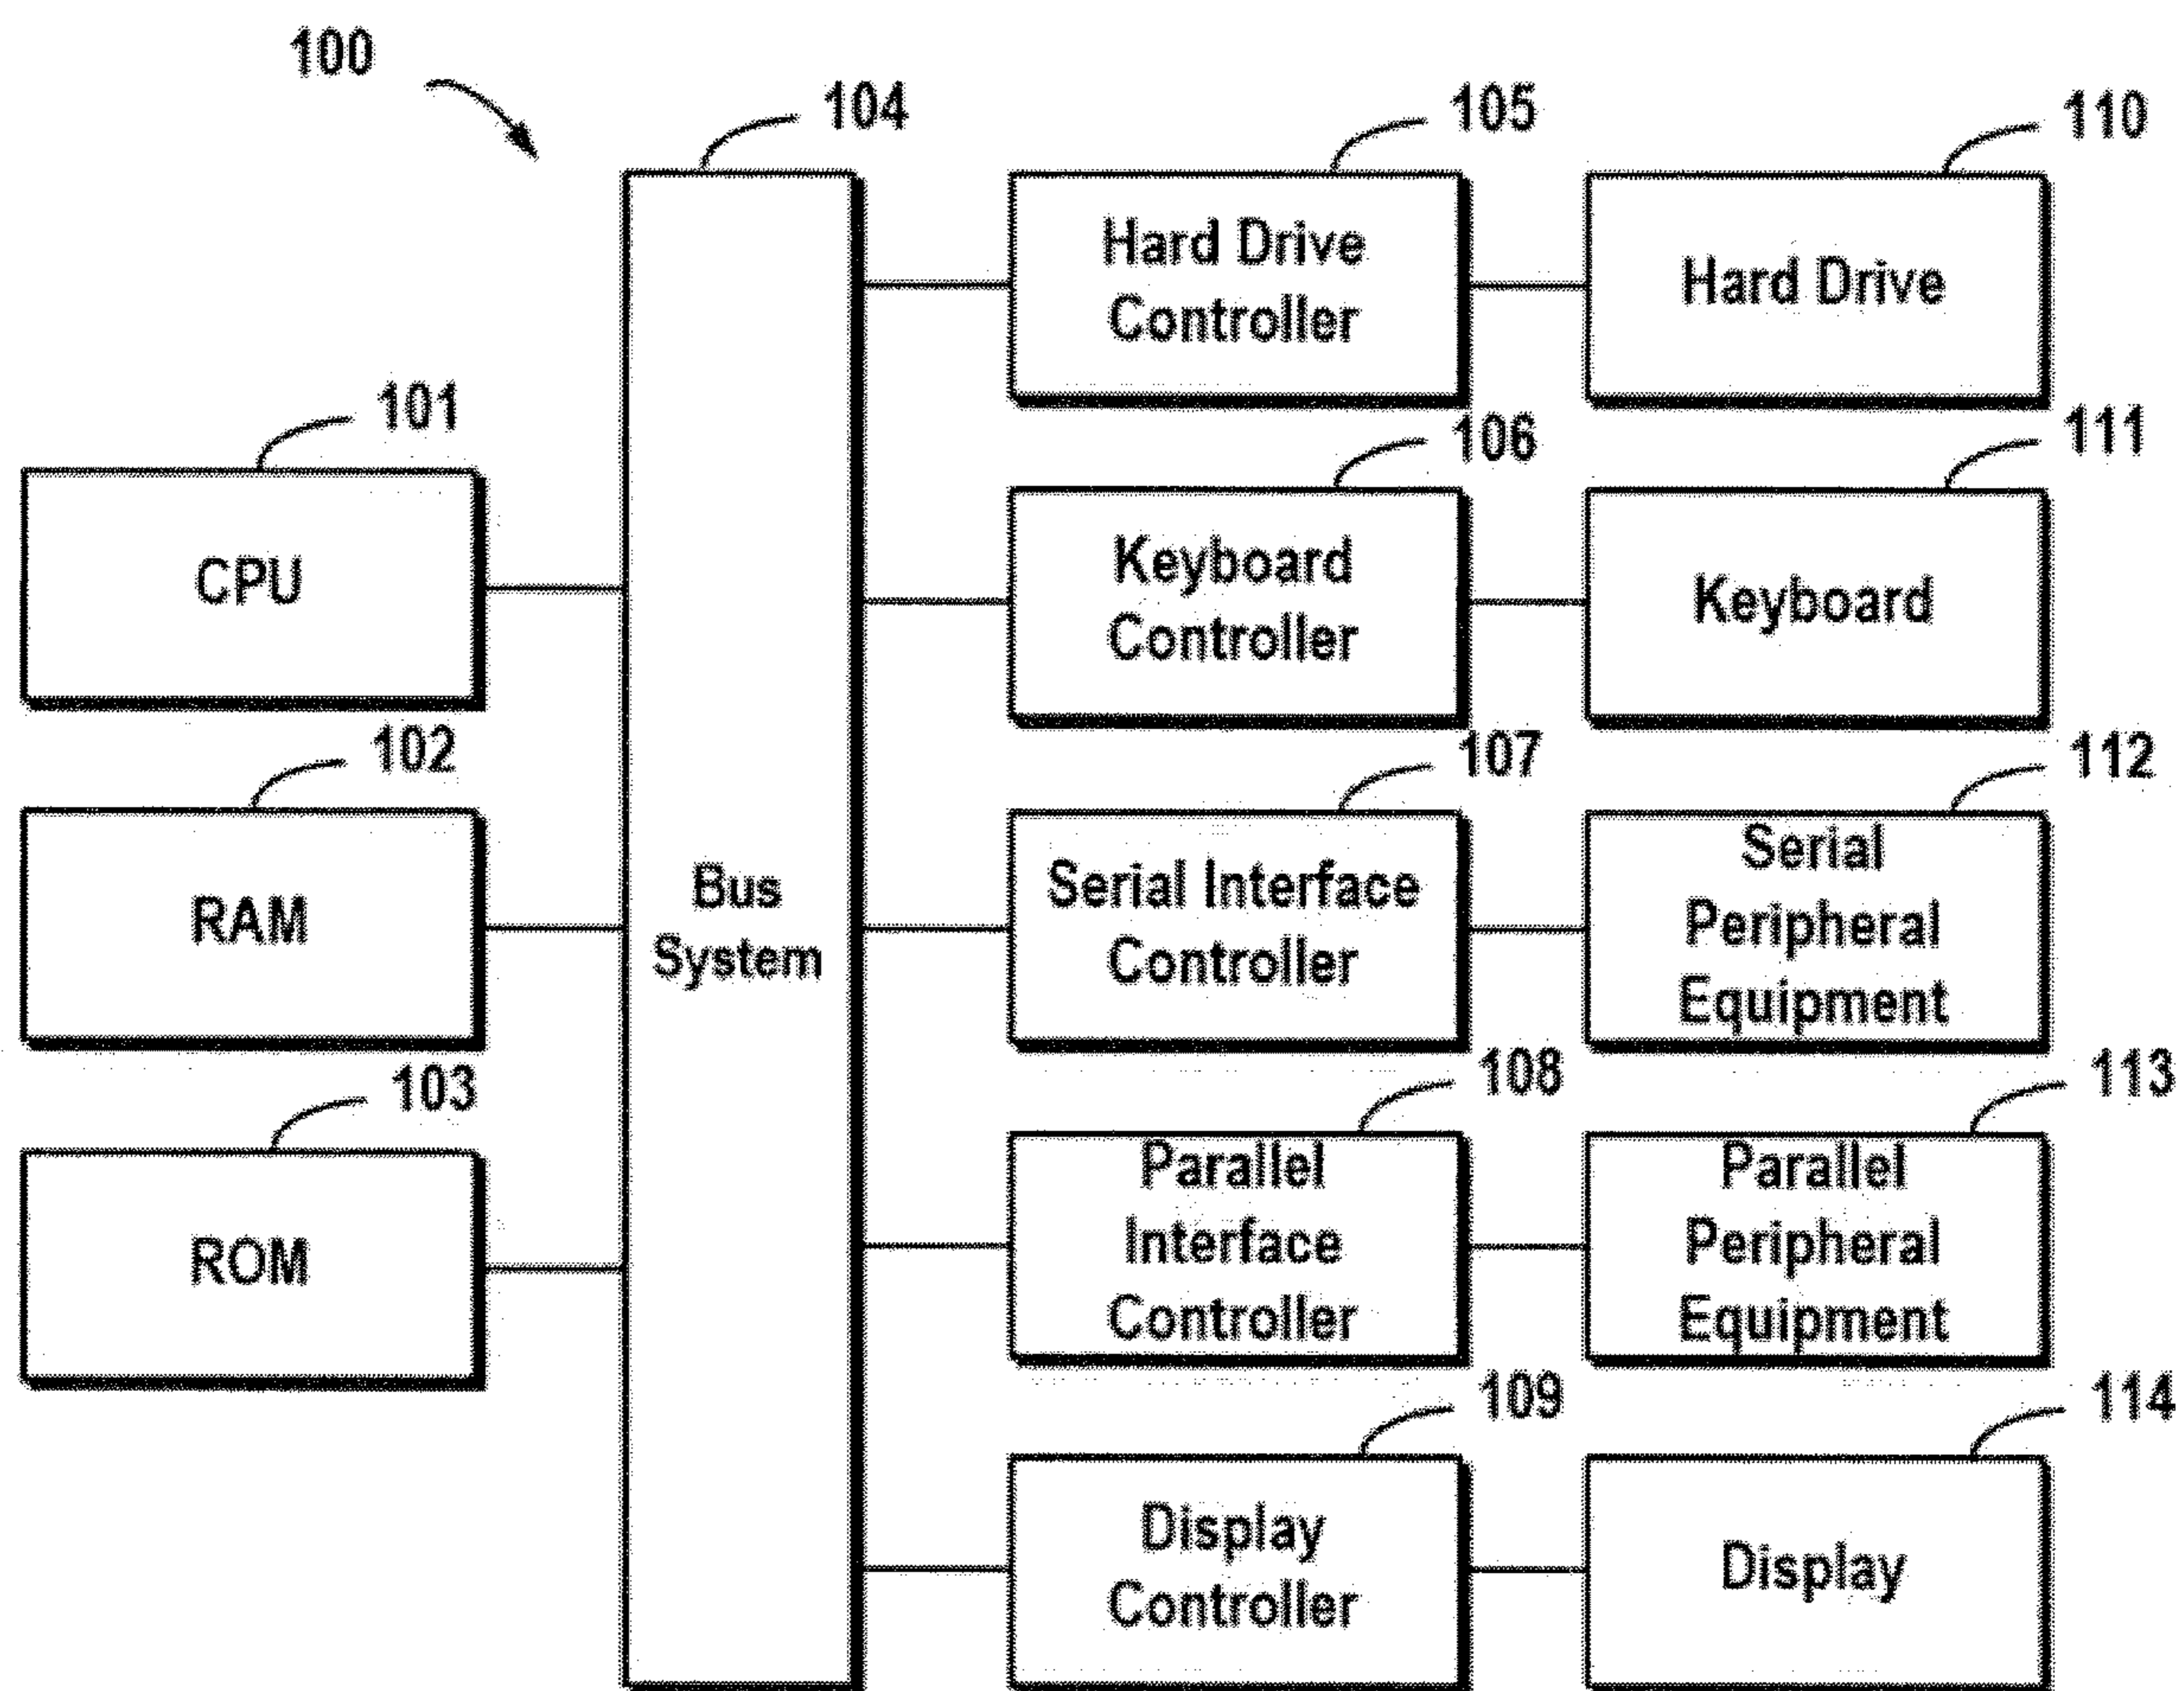 100
104
105
110
Hard Drive
Controller
Hard Drive
101
106
111
CPU
Keyboard
Controller
Keyboard
102
107
112
RAM
Bus
System
Serial Interface
Controller
Serial
Peripheral
Equipment
103
108
113
ROM
Parallel
Interface
Controller
Parallel
Peripheral
Equipment
109
114
Display
Controller
Display